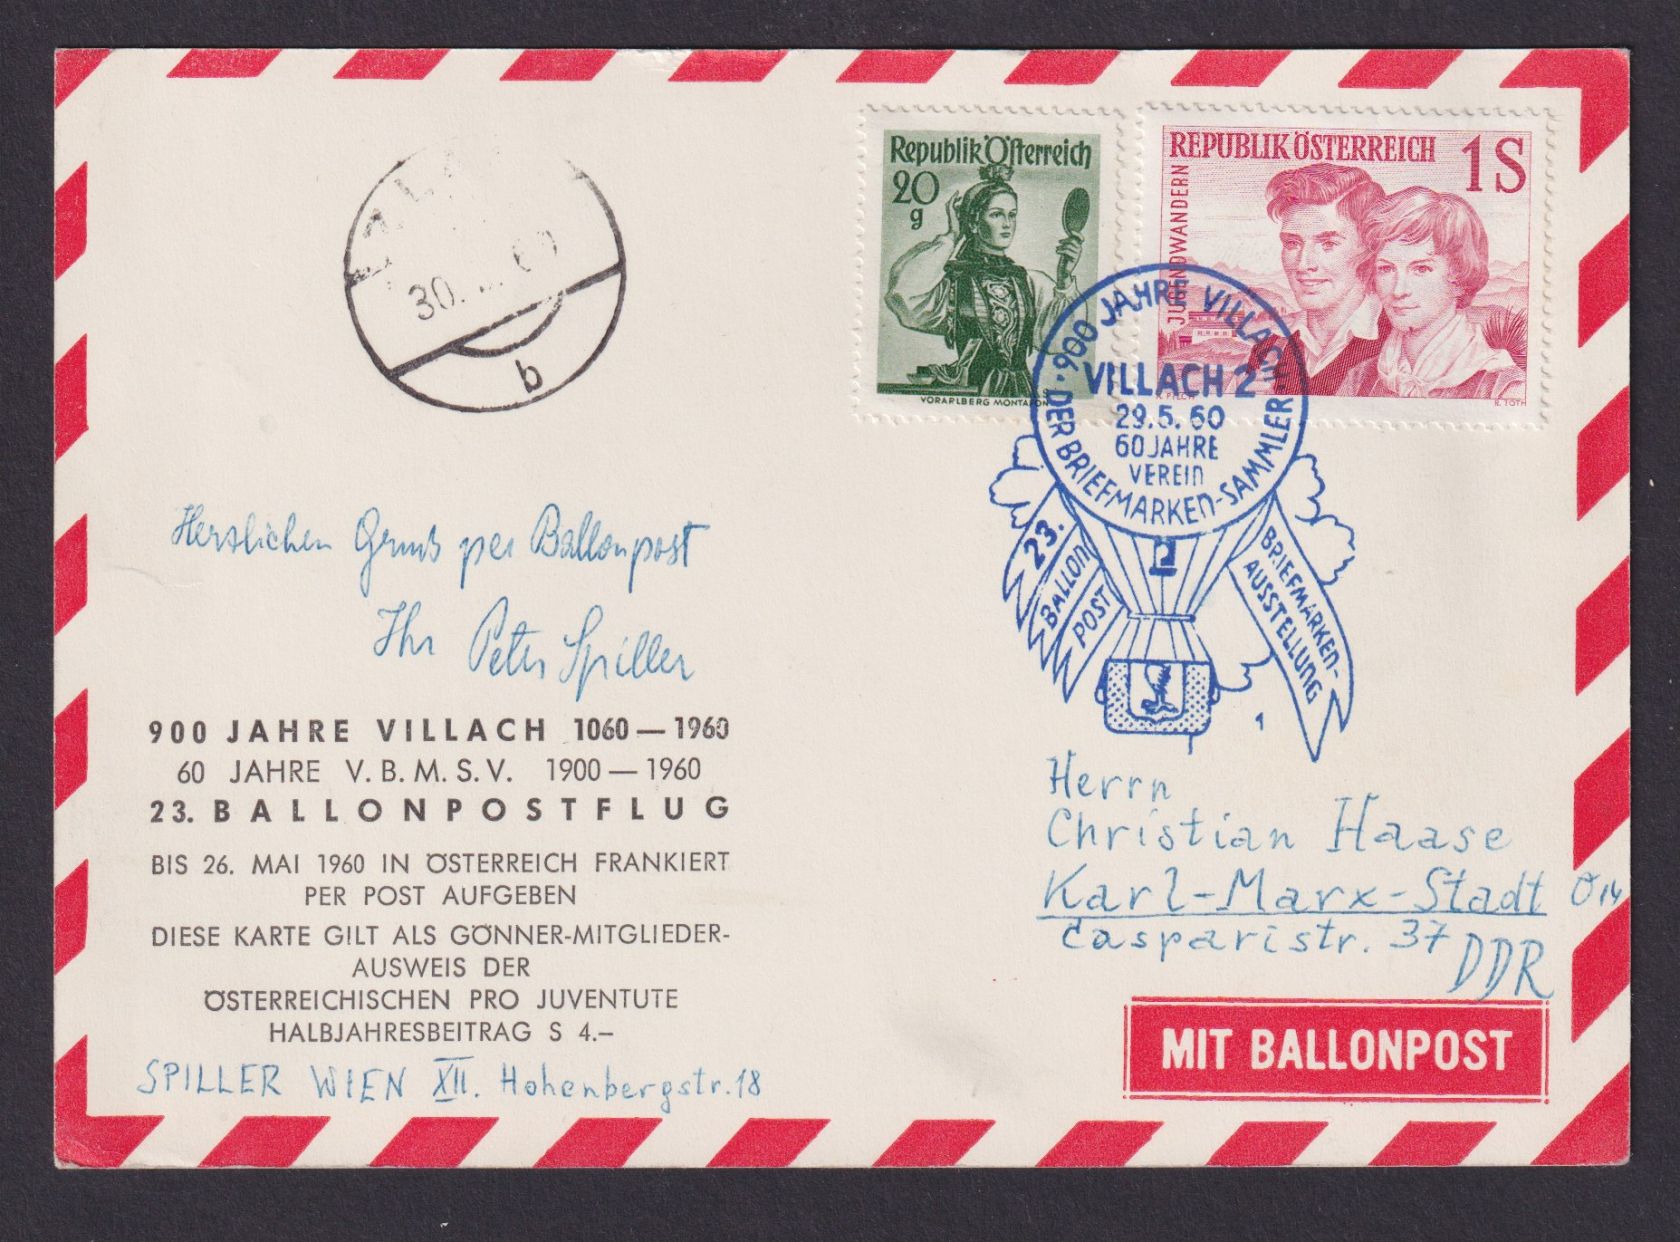 30.
60
b
Republik Österreich
20
g
VORARLBERG MONTAFON
REPUBLIK ÖSTERREICH 1S
JUGENDWANDERN
900 JAHRE VILLACH
VILLACH 2
29.5.60
60 JAHRE
VEREIN
DER BRIEFMARKEN-SAMMLER
23.
BALLON
POST
BRIEFMARKEN-
AUSSTELLUNG
1
Herzlichen Gruß per Ballonpost
Ihr Peter Spiller
900 JAHRE VILLACH 1060 — 1960
60 JAHRE V. B. M. S. V. 1900 — 1960
23. BALLONPOSTFLUG
BIS 26. MAI 1960 IN ÖSTERREICH FRANKIERT
PER POST AUFGEBEN
DIESE KARTE GILT ALS GÖNNER-MITGLIEDER-
AUSWEIS DER
ÖSTERREICHISCHEN PRO JUVENTUTE
HALBJAHRESBEITRAG S 4.–
SPILLER WIEN XII. Hohenbergstr. 18
Herrn
Christian Haase
Karl-Marx-Stadt O14
Casparistr. 37
DDR
MIT BALLONPOST